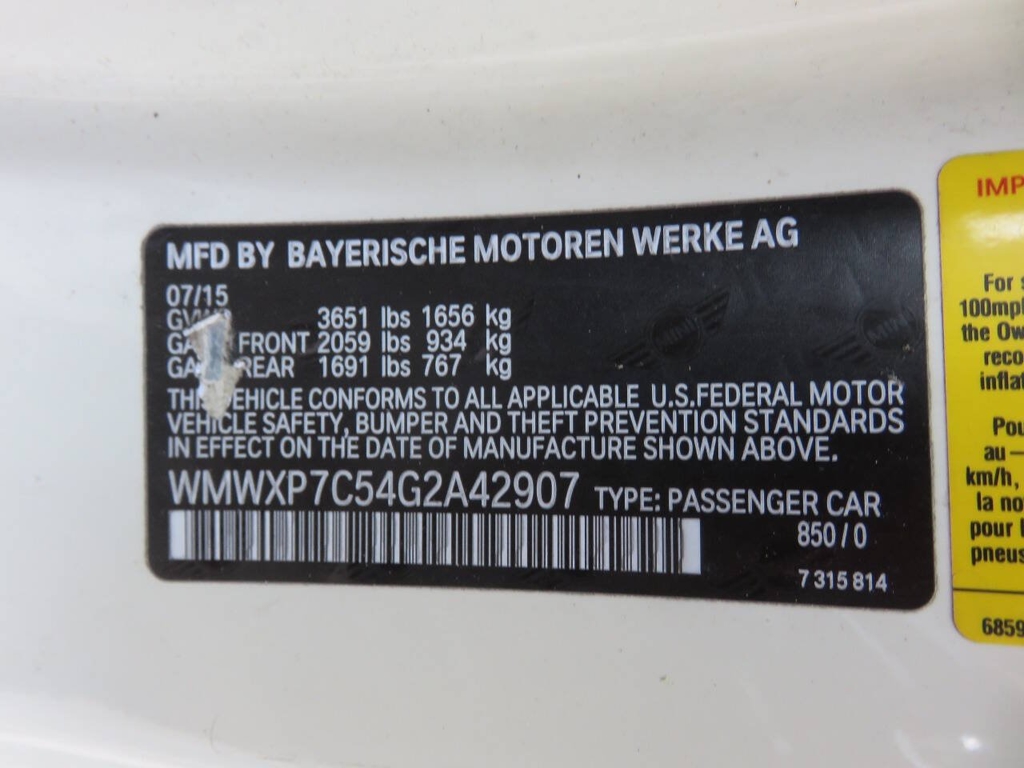 MFD BY BAYERISCHE MOTOREN WERKE AG
07/15
3651 lbs 1656 kg
FRONT 2059 lbs 934 kg
REAR 1691 lbs 767 kg
VEHICLE CONFORMS TO ALL APPLICABLE U.S.FEDERAL MOTOR
VEHICLE SAFETY, BUMPER AND THEFT PREVENTION STANDARDS
IN EFFECT ON THE DATE OF MANUFACTURE SHOWN ABOVE.
WMWXP7C54G2A42907 TYPE: PASSENGER CAR
850/0
7 315 814
MINI
MINI
IMP
For s
100mph
the Ow
reco
inflat
Pou
au —
km/h,
la no
pour l
pneus
6859